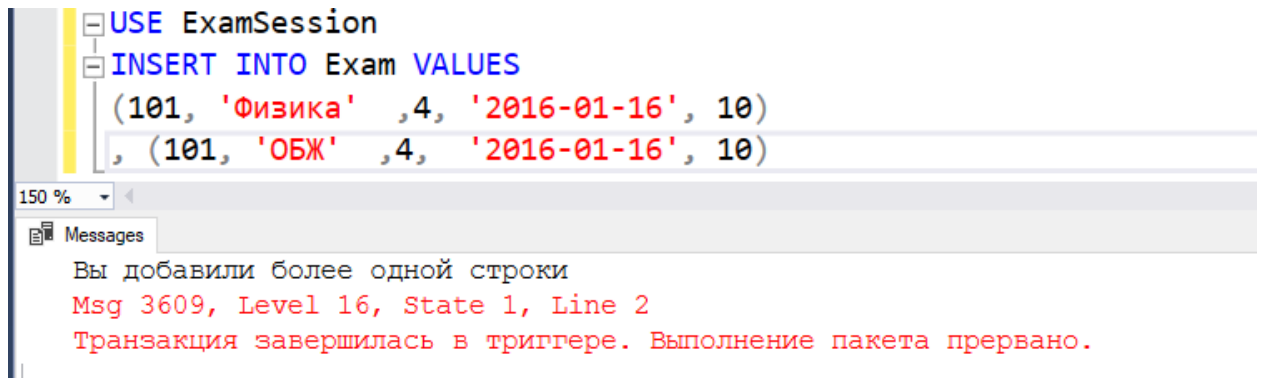 USE ExamSession
INSERT INTO Exam VALUES
(101, 'Физика' ,4, '2016-01-16', 10)
, (101, 'ОБЖ' ,4, '2016-01-16', 10)
150 %
Messages
Вы добавили более одной строки
Msg 3609, Level 16, State 1, Line 2
Транзакция завершилась в триггере. Выполнение пакета прервано.